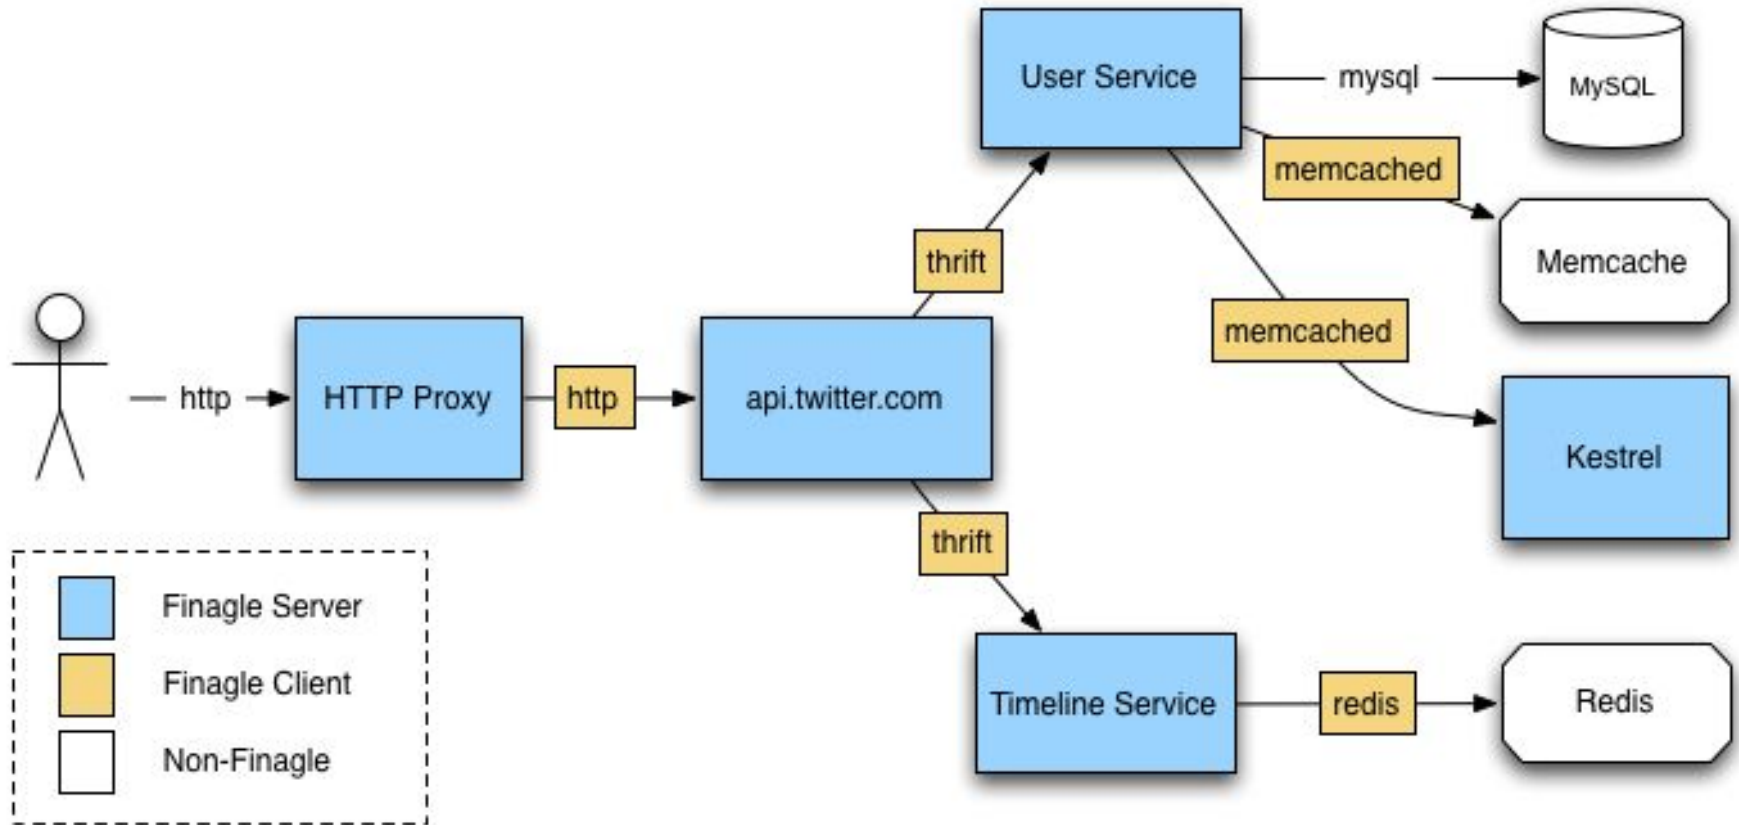 User Service
mysql
MySQL
memcached
thrift
Memcache
memcached
http
HTTP Proxy
http
api.twitter.com
Kestrel
thrift
Finagle Server
Finagle Client
Non-Finagle
Timeline Service
redis
Redis